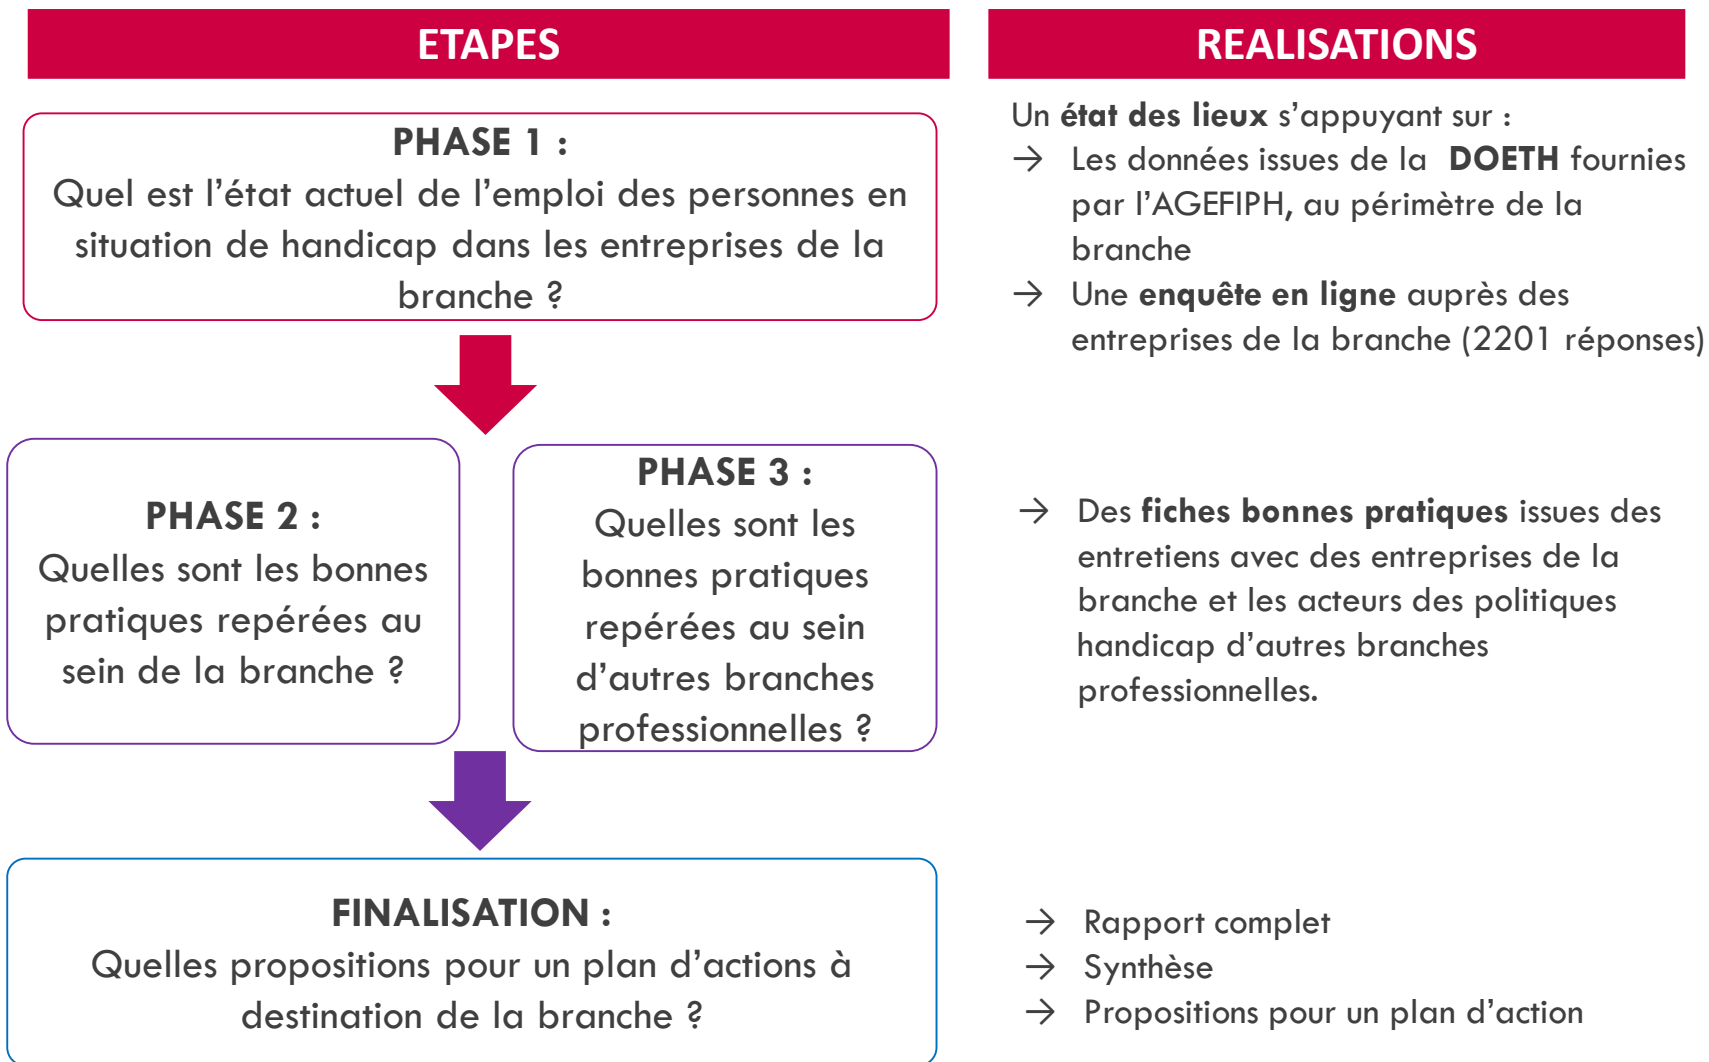 ETAPES
REALISATIONS
PHASE 1 :
Quel est l’état actuel de l’emploi des personnes en
situation de handicap dans les entreprises de la
branche ?
Un état des lieux s’appuyant sur :
→ Les données issues de la DOETH fournies
par l’AGEFIPH, au périmètre de la
branche
→ Une enquête en ligne auprès des
entreprises de la branche (2201 réponses)
PHASE 2 :
Quelles sont les bonnes
pratiques repérées au
sein de la branche ?
PHASE 3 :
Quelles sont les
bonnes pratiques
repérées au sein
d’autres branches
professionnelles ?
→ Des fiches bonnes pratiques issues des
entretiens avec des entreprises de la
branche et les acteurs des politiques
handicap d’autres branches
professionnelles.
FINALISATION :
Quelles propositions pour un plan d’actions à
destination de la branche ?
→ Rapport complet
→ Synthèse
→ Propositions pour un plan d’action